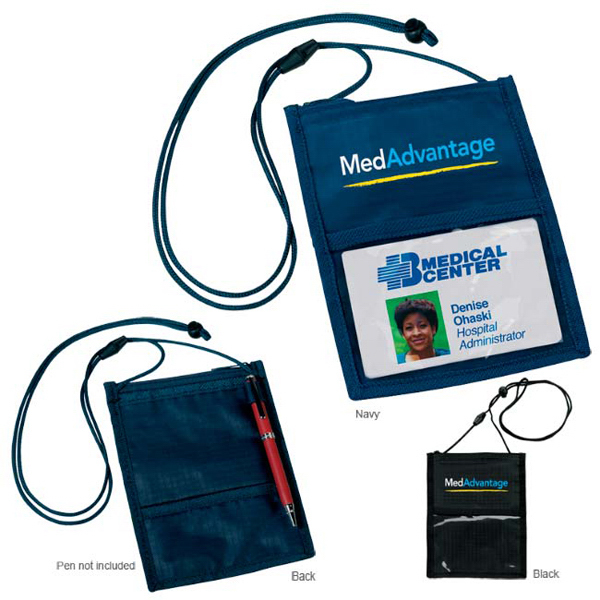 MedAdvantage
B MEDICAL
CENTER
Denise
Ohaski
Hospital
Administrator
Navy
MedAdvantage
Pen not included
Back
Black